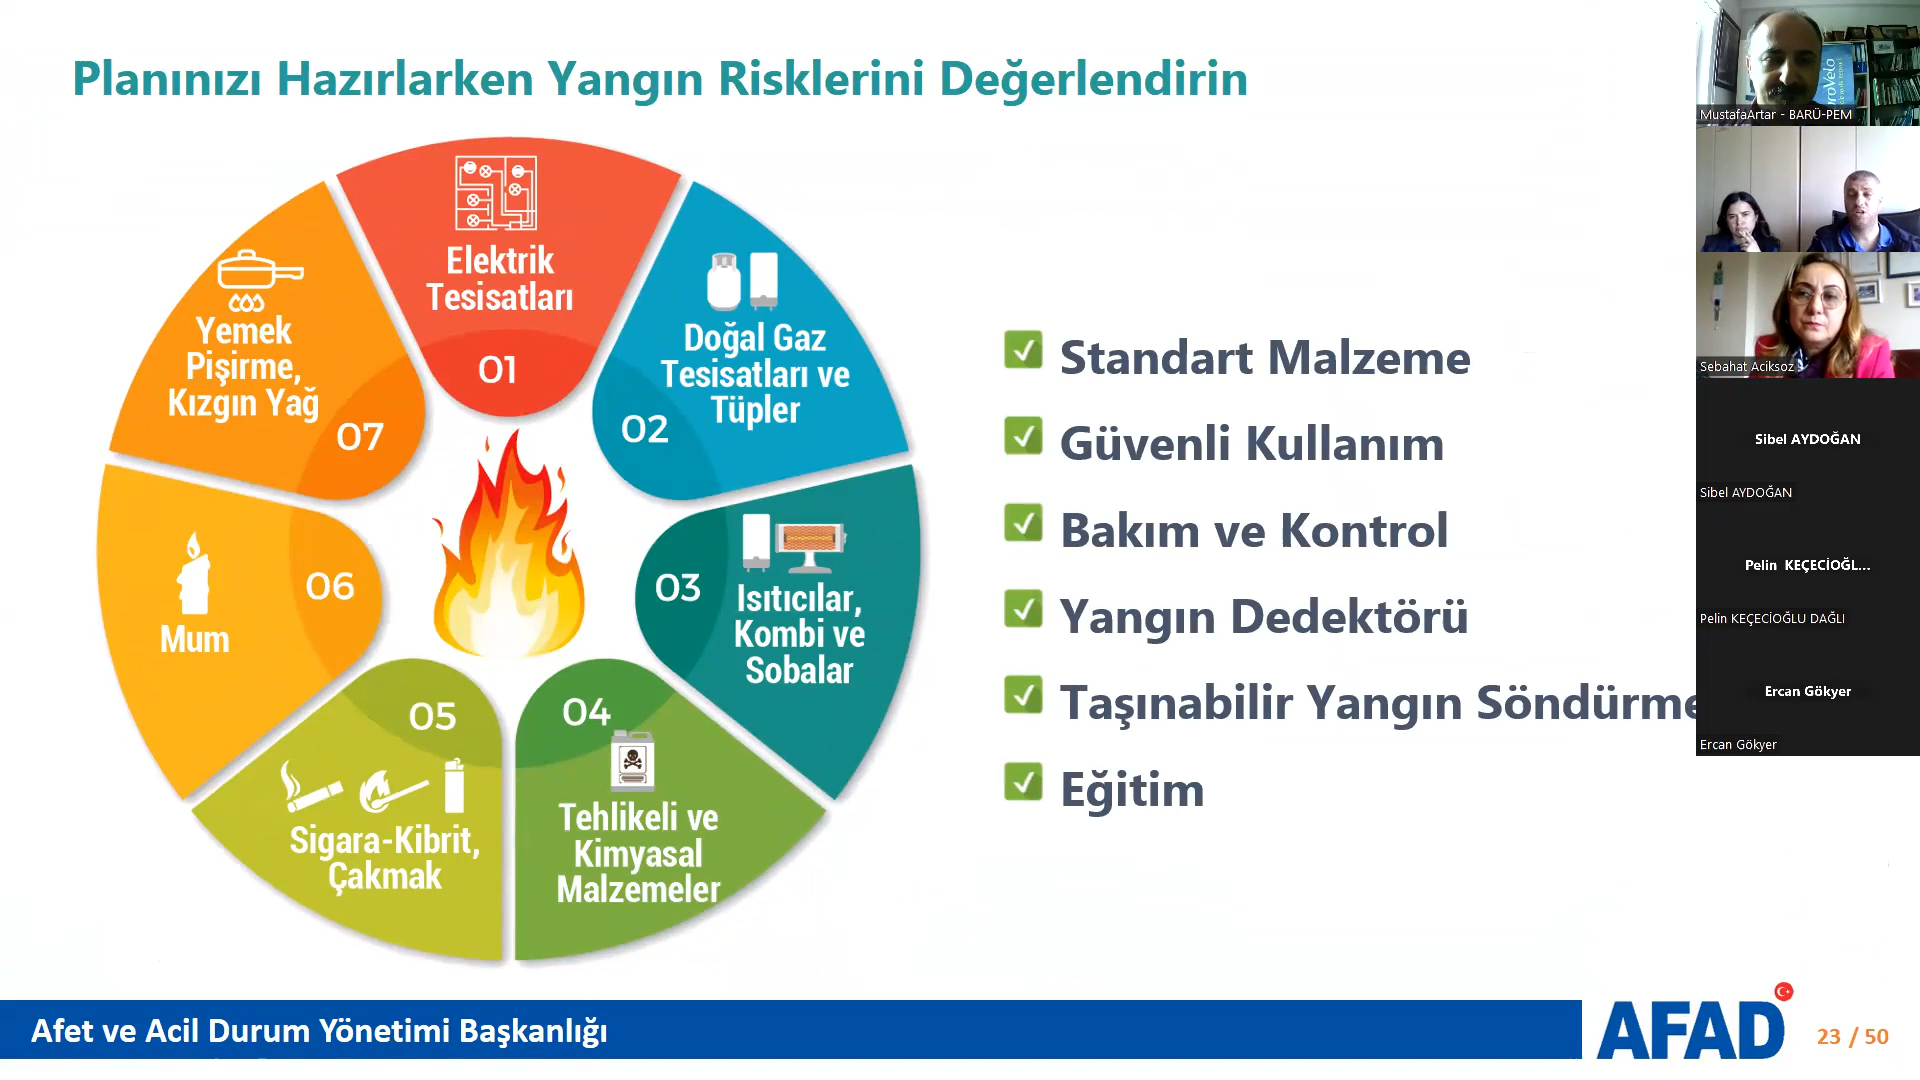 Planınızı Hazırlarken Yangın Risklerini Değerlendirin
Elektrik
Tesisatları
01
Doğal Gaz
Tesisatları ve
Tüpler
02
03
Isıtıcılar,
Kombi ve
Sobalar
04
Tehlikeli ve
Kimyasal
Malzemeler
05
Sigara-Kibrit,
Çakmak
06
Mum
Yemek
Pişirme,
Kızgın Yağ
07
Standart Malzeme
Güvenli Kullanım
Bakım ve Kontrol
Yangın Dedektörü
Taşınabilir Yangın Söndürme
Eğitim
MustafaArtar - BARÜ-PEM
Sebahat Aciksoz
Sibel AYDOĞAN
Sibel AYDOĞAN
Pelin KEÇECİOĞL...
Pelin KEÇECİOĞLU DAĞLI
Ercan Gökyer
Ercan Gökyer
Afet ve Acil Durum Yönetimi Başkanlığı
AFAD
23 / 50